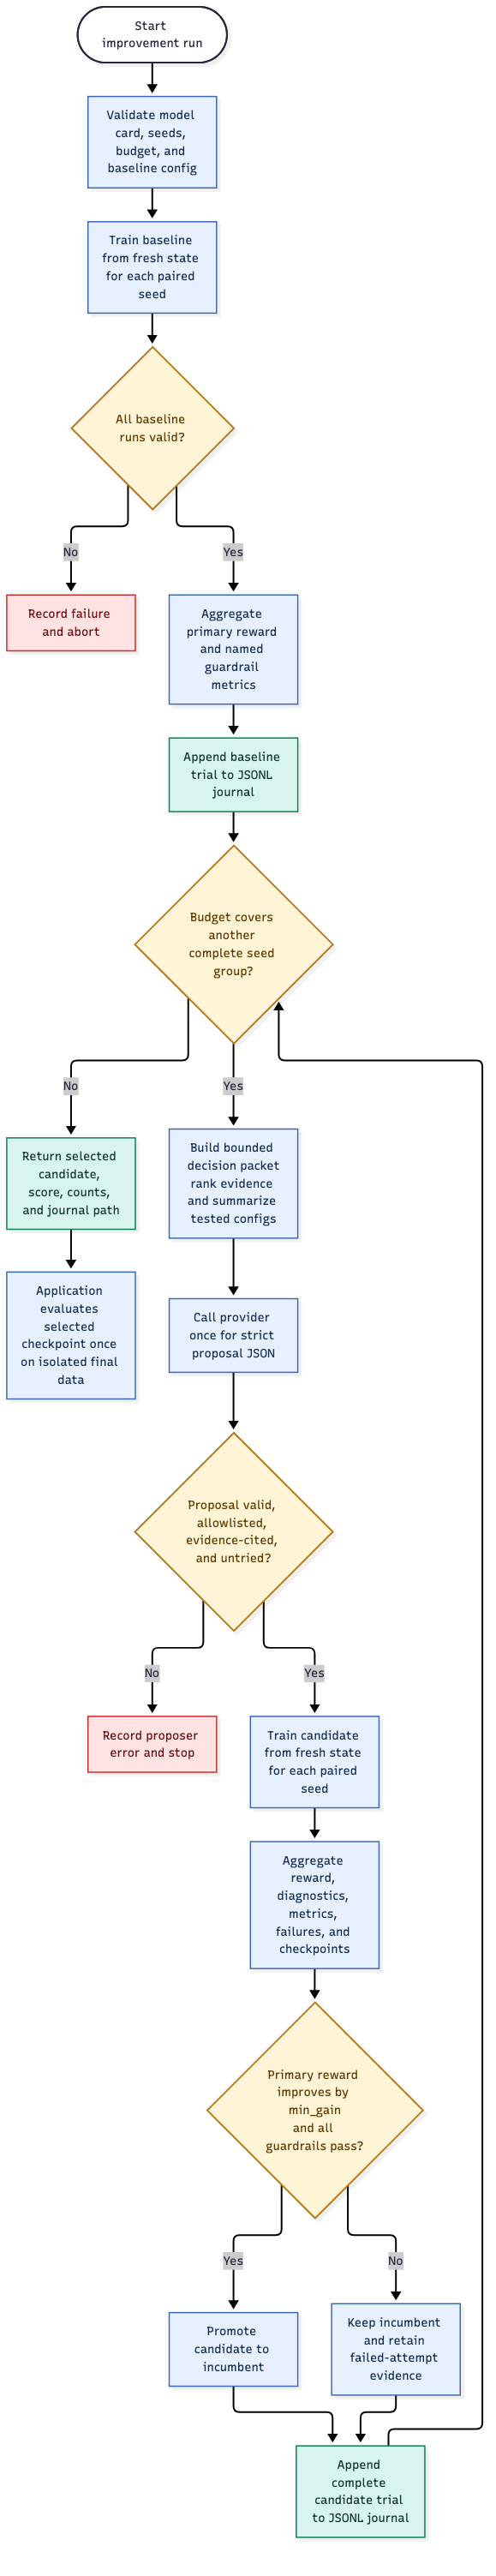 Start
improvement run
Validate model
card, seeds,
budget, and
baseline config
Train baseline
from fresh state
for each paired
seed
All baseline
runs valid?
No
Yes
Record failure
and abort
Aggregate
primary reward
and named
guardrail
metrics
Append baseline
trial to JSONL
journal
Budget covers
another
complete seed
group?
No
Yes
Return selected
candidate,
score, counts,
and journal path
Build bounded
decision packet
rank evidence
and summarize
tested configs
Application
evaluates
selected
checkpoint once
on isolated final
data
Call provider
once for strict
proposal JSON
Proposal valid,
allowlisted,
evidence-cited,
and untried?
No
Yes
Record proposer
error and stop
Train candidate
from fresh state
for each paired
seed
Aggregate
reward,
diagnostics,
metrics,
failures, and
checkpoints
Primary reward
improves by
min_gain
and all
guardrails pass?
Yes
No
Promote
candidate to
incumbent
Keep incumbent
and retain
failed-attempt
evidence
Append
complete
candidate trial
to JSONL journal